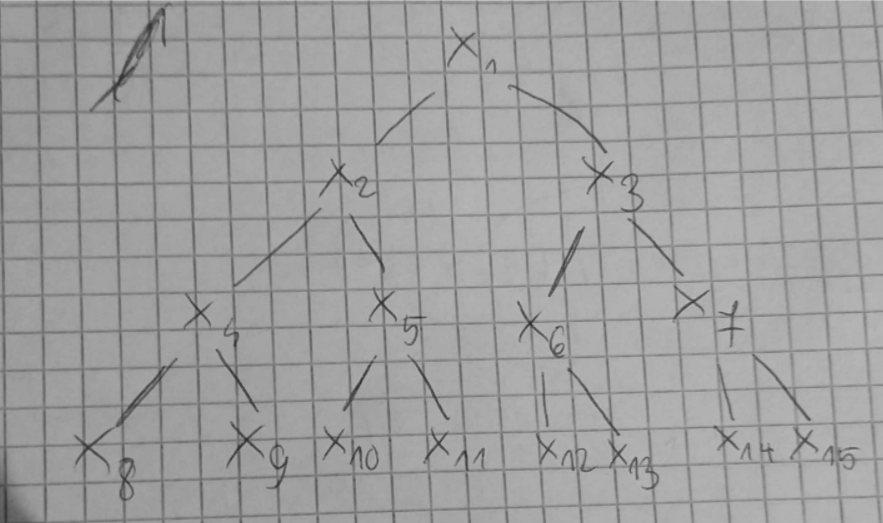 X₁
X₂ X₃
X₄ X₅ X₆ X₇
X₈ X₉ X₁₀ X₁₁ X₁₂ X₁₃ X₁₄ X₁₅